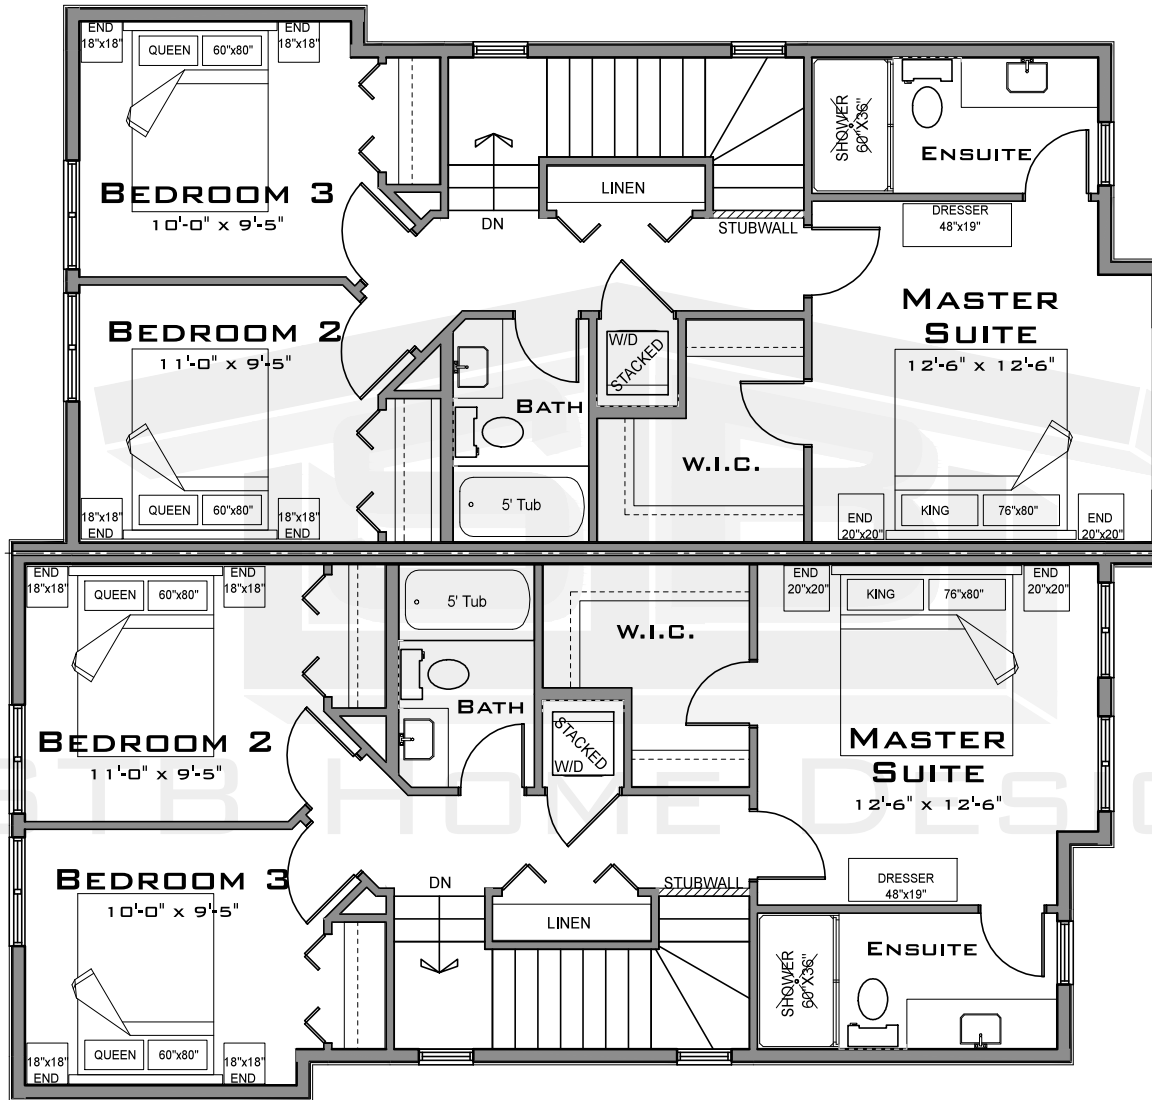 END
18"x18"
QUEEN
60"x80"
END
18"x18"
BEDROOM 3
10'-0" x 9'-5"
DN
LINEN
STUBWALL
SHOWER
60"X36"
ENSUITE
DRESSER
48"x19"
BEDROOM 2
11'-0" x 9'-5"
W/D
STACKED
MASTER
SUITE
12'-6" x 12'-6"
BATH
W.I.C.
5' Tub
18"x18"
END
QUEEN
60"x80"
18"x18"
END
END
20"x20"
KING
76"x80"
END
20"x20"
END
18"x18"
QUEEN
60"x80"
END
18"x18"
5' Tub
W.I.C.
END
20"x20"
KING
76"x80"
END
20"x20"
BATH
BEDROOM 2
11'-0" x 9'-5"
STACKED
W/D
MASTER
SUITE
12'-6" x 12'-6"
STB HOME DESIG
BEDROOM 3
10'-0" x 9'-5"
DN
LINEN
STUBWALL
DRESSER
48"x19"
SHOWER
60"X36"
ENSUITE
18"x18"
END
QUEEN
60"x80"
18"x18"
END